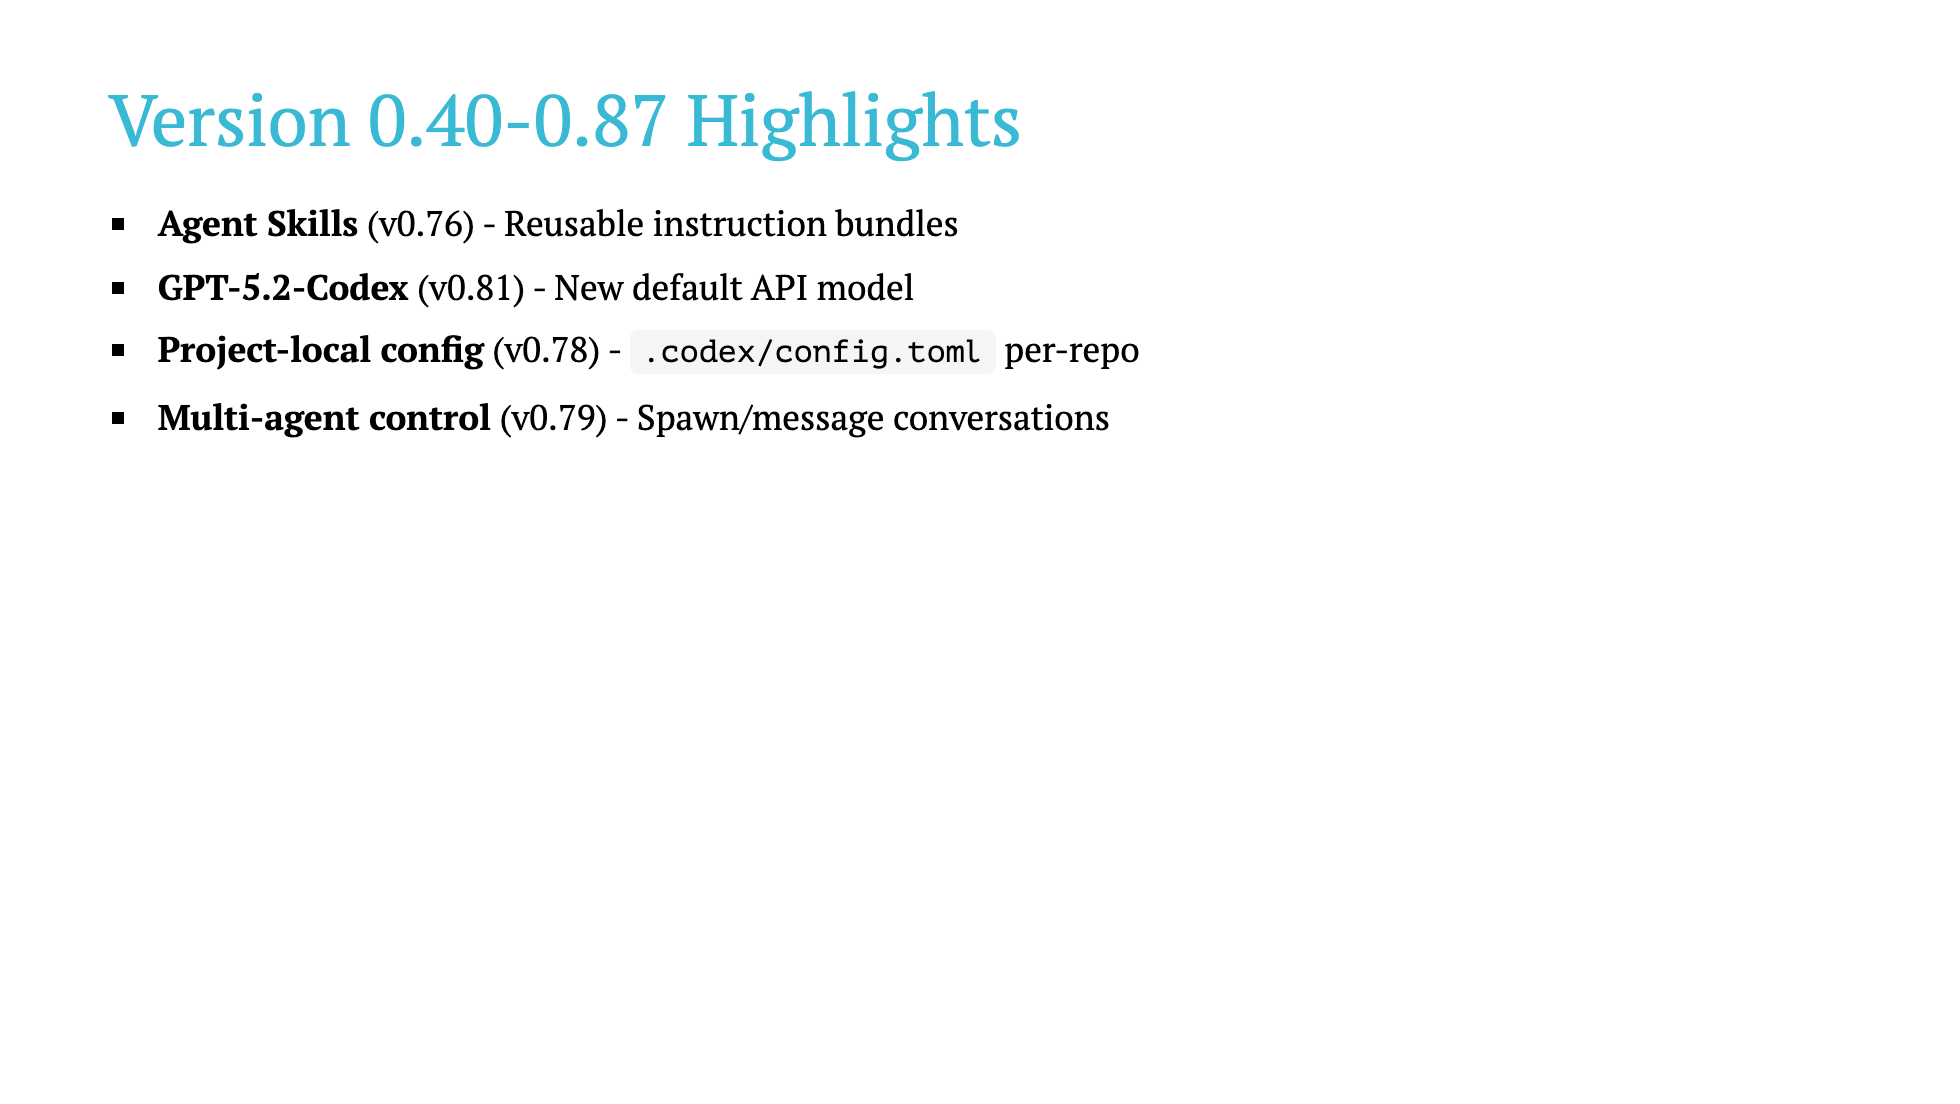 Version 0.40-0.87 Highlights
▪ Agent Skills (v0.76) - Reusable instruction bundles
▪ GPT-5.2-Codex (v0.81) - New default API model
▪ Project-local config (v0.78) - .codex/config.toml per-repo
▪ Multi-agent control (v0.79) - Spawn/message conversations